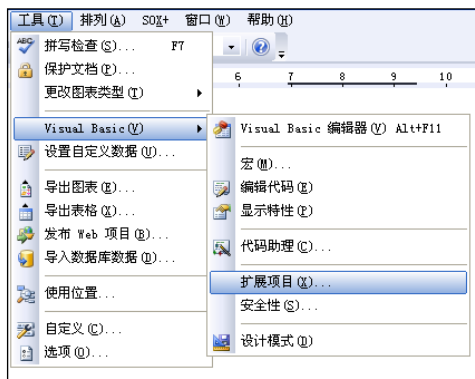 工具(T) 排列(A) SOX+ 窗口(W) 帮助(H)
拼写检查(S)... F7
保护文档(P)...
更改图表类型(T)
6 7 8 9 10
Visual Basic(V)
设置自定义数据(U)...
导出图表(E)...
导出表格(X)...
发布 Web 项目(B)...
导入数据库数据(D)...
使用位置...
自定义(C)...
选项(O)...
Visual Basic 编辑器(V) Alt+F11
宏(M)...
编辑代码(E)
显示特性(P)
代码助理(C)...
扩展项目(X)...
安全性(S)...
设计模式(D)